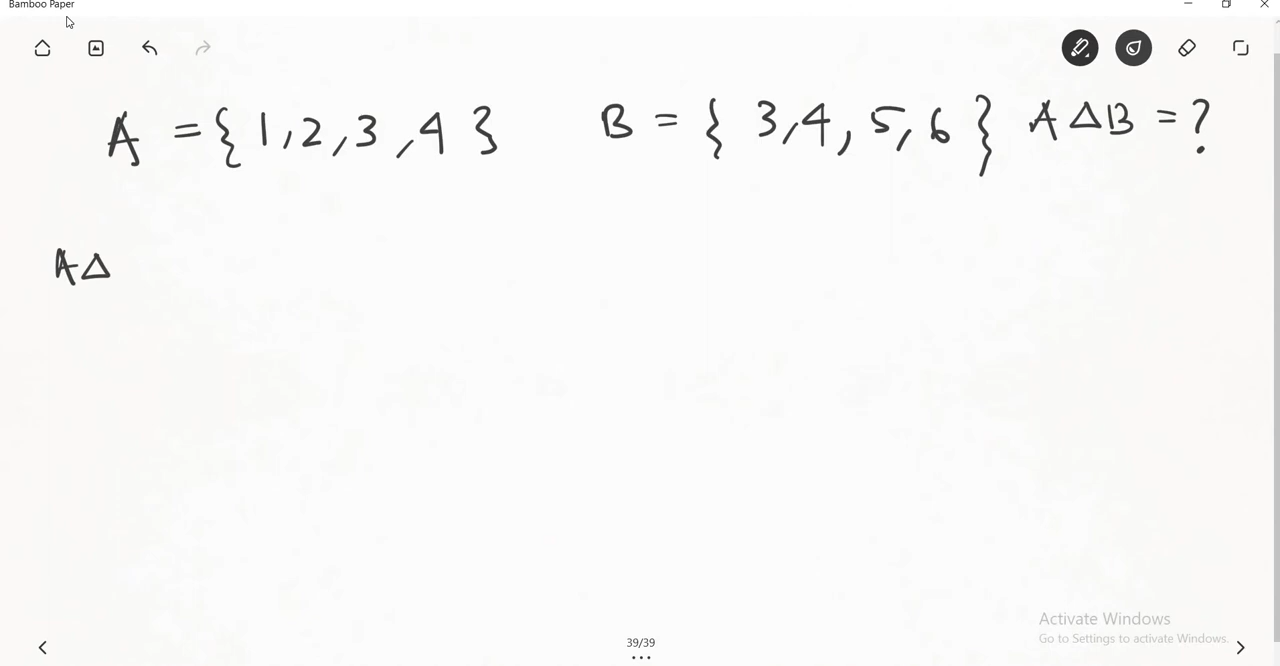 Bamboo Paper
A = { 1 , 2 , 3 , 4 } B = { 3 , 4 , 5 , 6 } A Δ B = ?
A Δ
Activate Windows
Go to Settings to activate Windows.
39/39